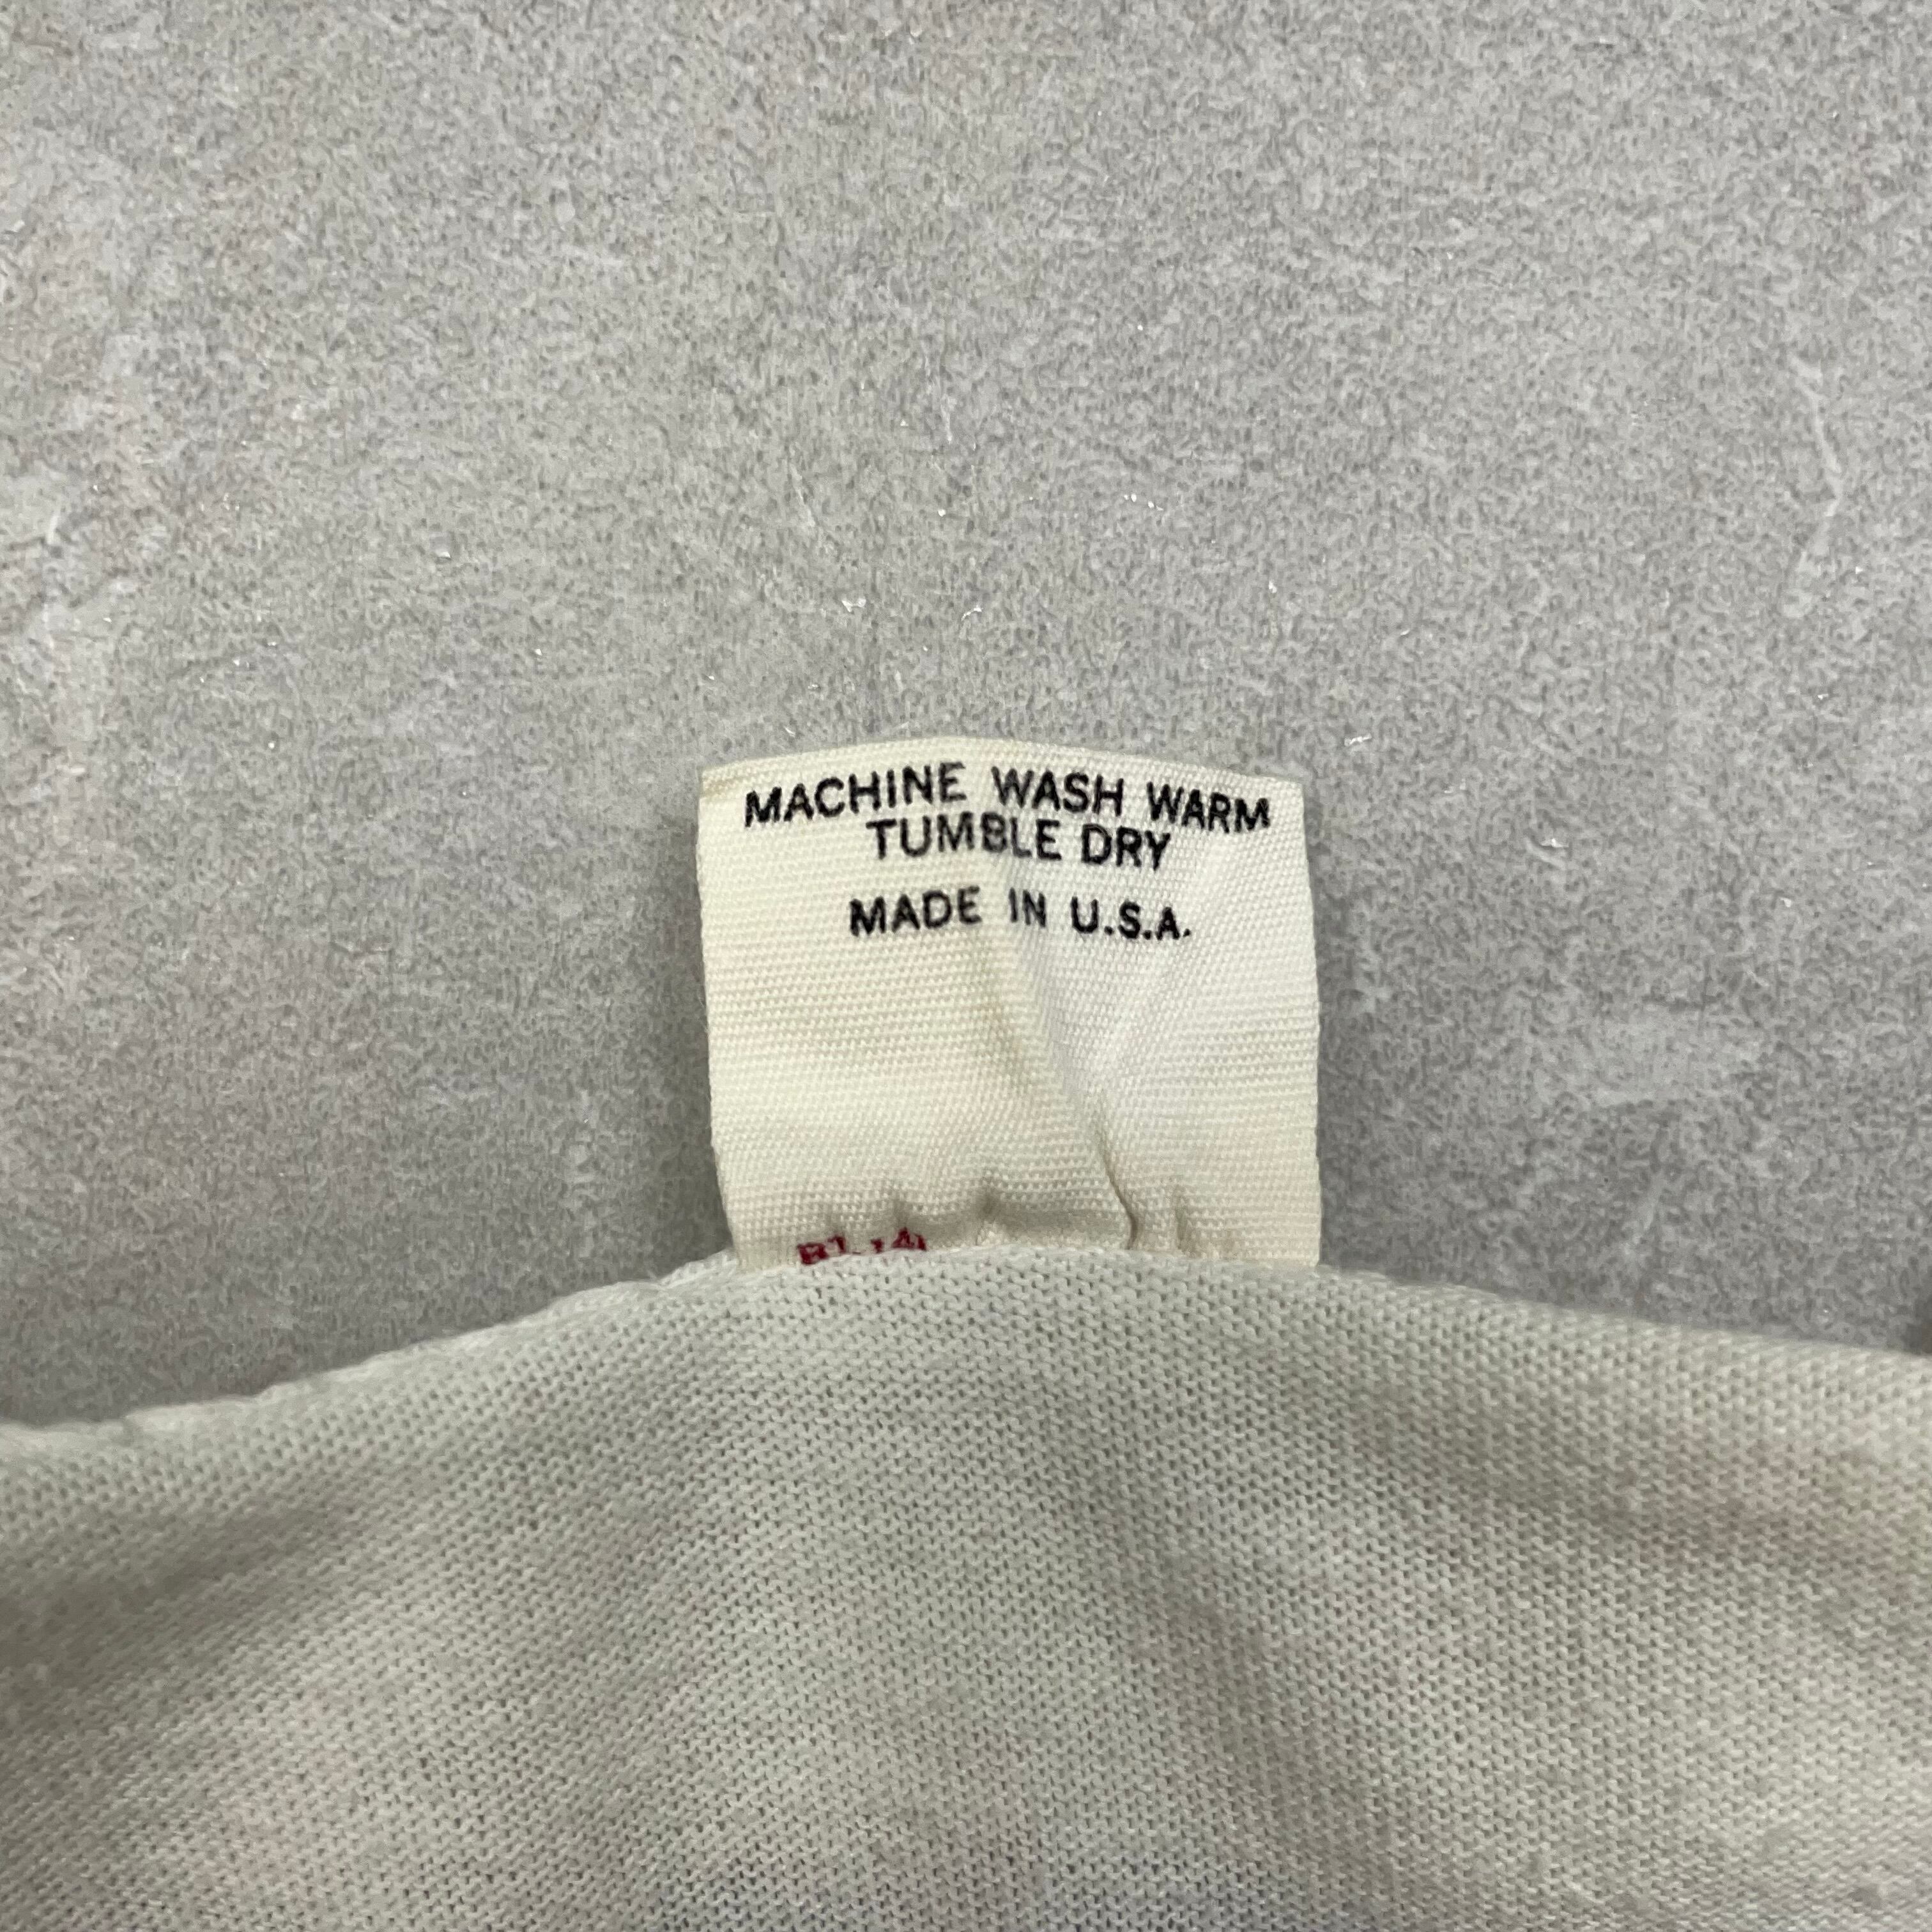 MACHINE WASH WARM
TUMBLE DRY
MADE IN U.S.A.